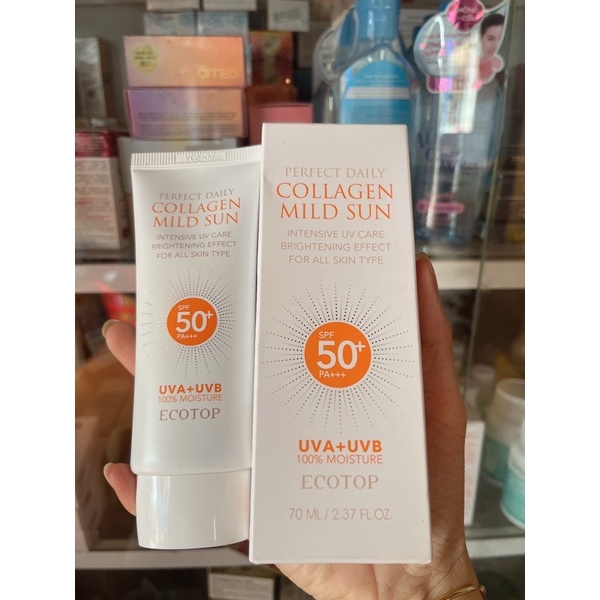 PERFECT DAILY
COLLAGEN
MILD SUN
INTENSIVE UV CARE
BRIGHTENING EFFECT
FOR ALL SKIN TYPE
SPF
50+
PA+++
UVA+UVB
100% MOISTURE
ECOTOP
PERFECT DAILY
COLLAGEN
MILD SUN
INTENSIVE UV CARE
BRIGHTENING EFFECT
FOR ALL SKIN TYPE
SPF
50+
PA+++
UVA+UVB
100% MOISTURE
ECOTOP
70 ML / 2.37 FL.OZ.